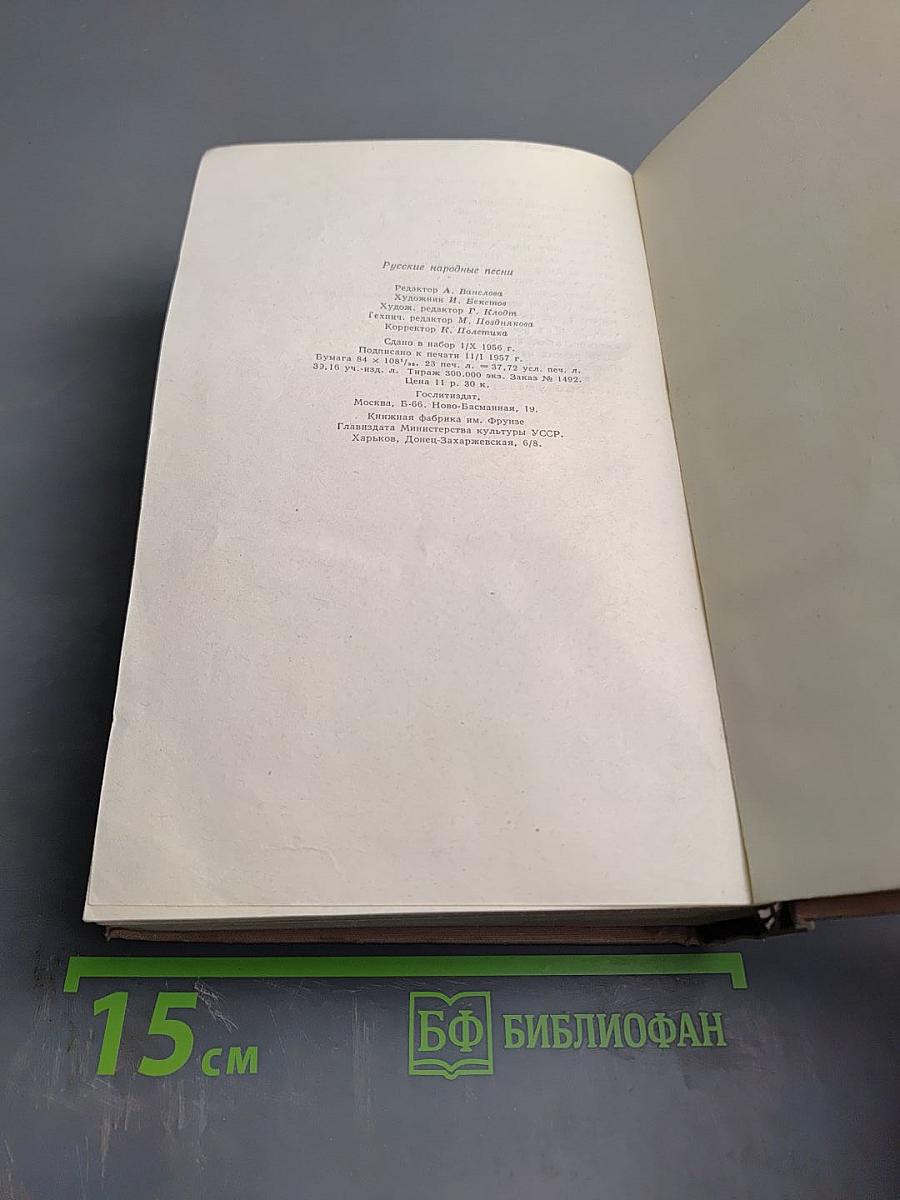 Русские народные песни
Редактор А. Ванслова
Художник И. Бекетов
Худож. редактор Г. Клодт
Технич. редактор М. Позднякова
Корректор К. Полетика
Сдано в набор 1/X 1956 г.
Подписано к печати 11/I 1957 г.
Бумага 84 × 108¹/₃₂. 23 печ. л. = 37,72 усл. печ. л.
39,16 уч.-изд. л. Тираж 300.000 экз. Заказ № 1492.
Цена 11 р. 30 к.
Гослитиздат,
Москва, Б-66. Ново-Басманная, 19.
Книжная фабрика им. Фрунзе
Главиздата Министерства культуры УССР.
Харьков, Донец-Захаржевская, 6/8.
15 см
БФ БИБЛИОФАН